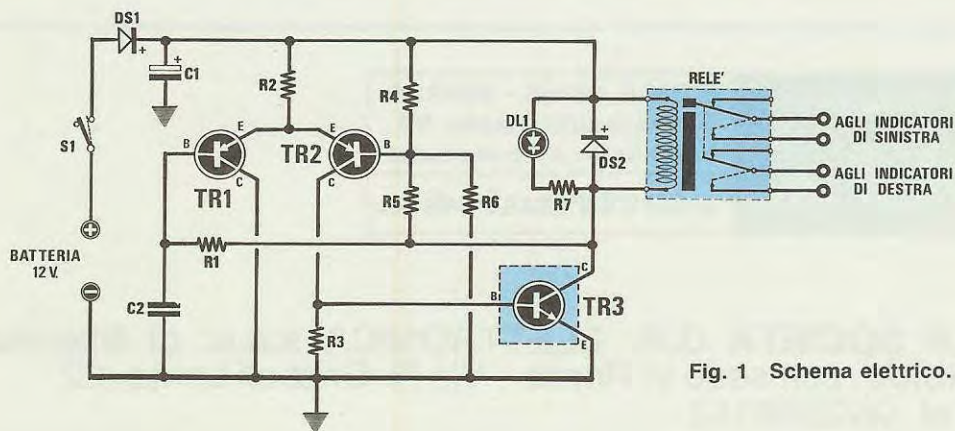 DS1
C1
S1
BATTERIA
12 V.
C2
B
E
C
TR1
R1
R2
TR2
E
C
B
R3
R4
R5
R6
DL1
R7
DS2
B
C
E
TR3
RELE'
AGLI INDICATORI
DI SINISTRA
AGLI INDICATORI
DI DESTRA
Fig. 1 Schema elettrico.